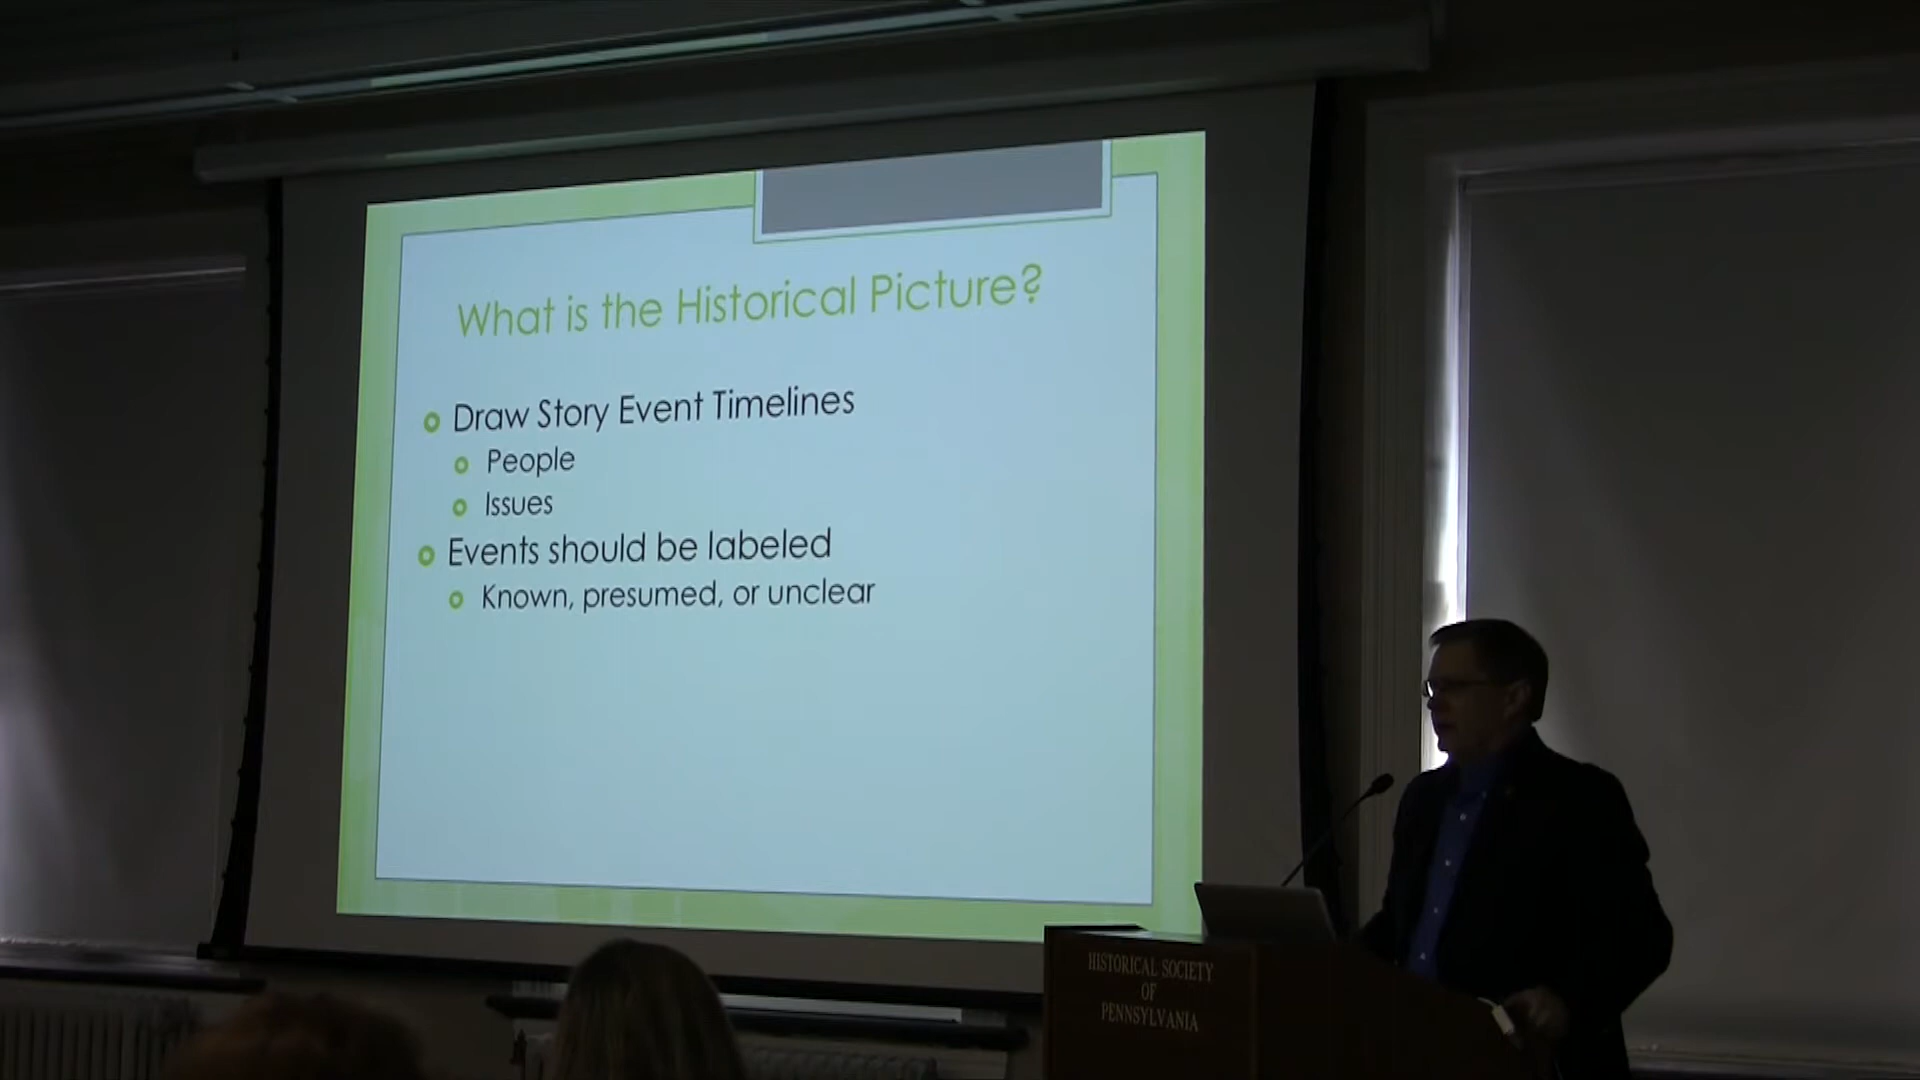 What is the Historical Picture?
Draw Story Event Timelines
People
Issues
Events should be labeled
Known, presumed, or unclear
HISTORICAL SOCIETY
OF
PENNSYLVANIA